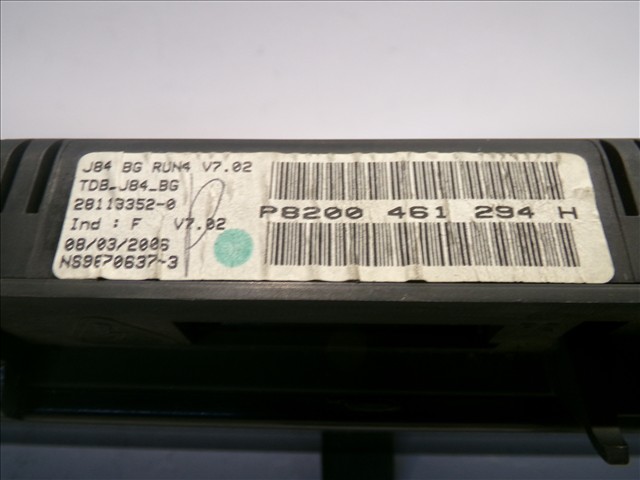 J84 BG RUN4 V7.02
TDB_J84_BG
28113352-0
Ind : F V7.02
08/03/2006
NS9670637-3
P8200 461 294 H